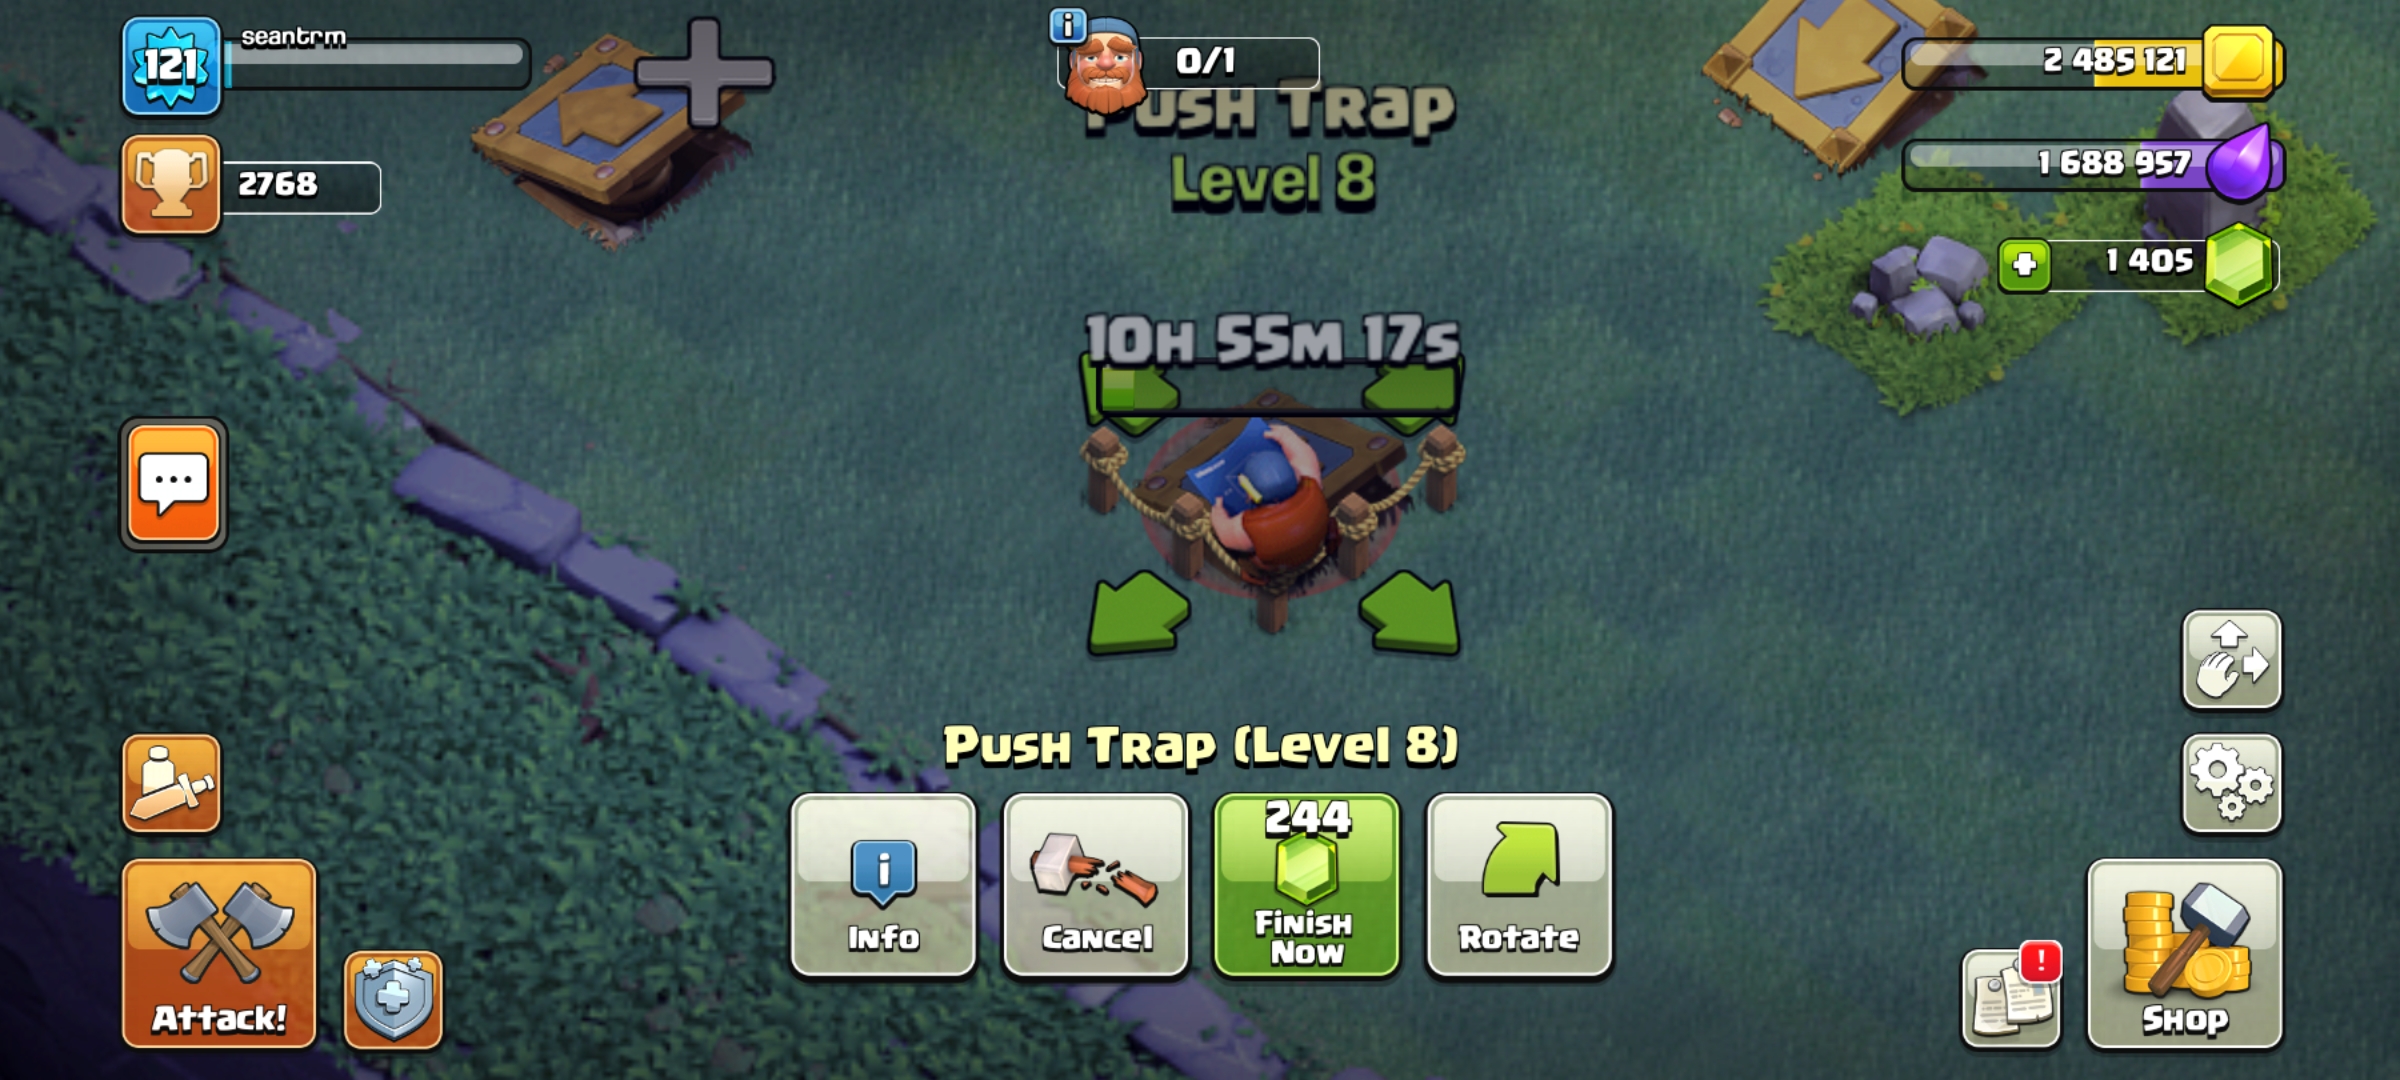 121
seantrm
0/1
2 485 121
Push Trap
Level 8
1 688 957
2768
1 405
10H 55M 17s
Push Trap (Level 8)
Info
Cancel
244
Finish
Now
Rotate
Attack!
!
Shop